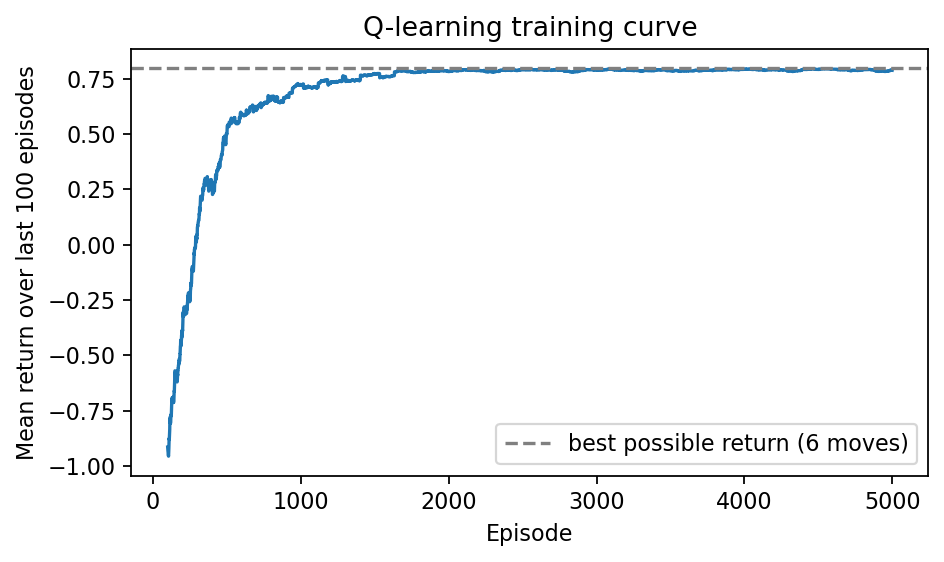 Q-learning training curve
Mean return over last 100 episodes
0.75
0.50
0.25
0.00
−0.25
−0.50
−0.75
−1.00
best possible return (6 moves)
0 1000 2000 3000 4000 5000
Episode